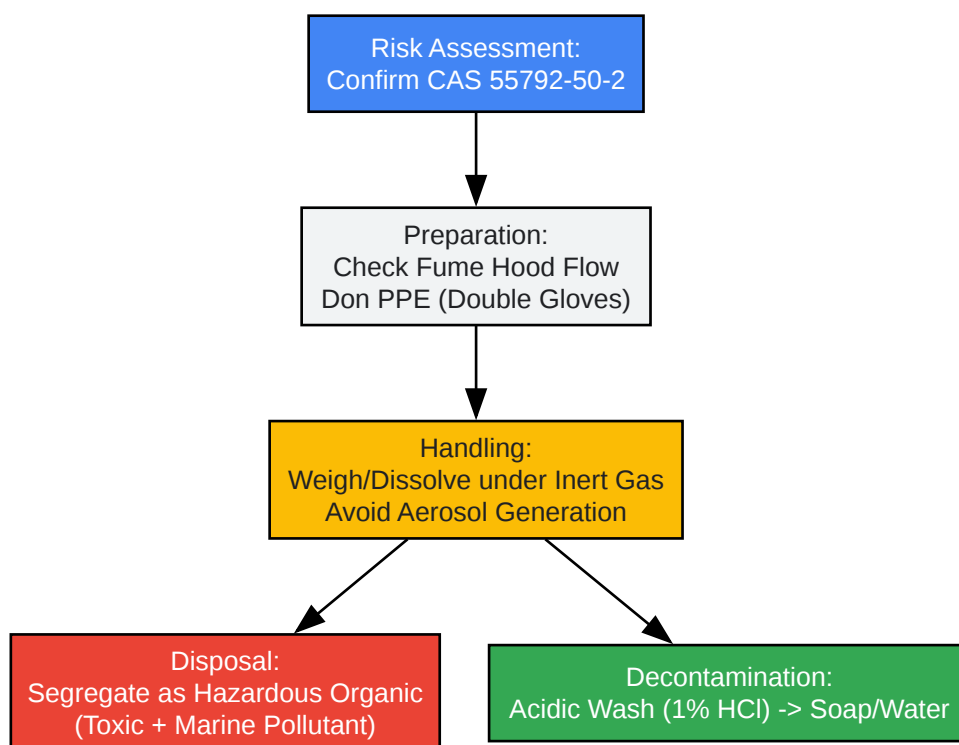 Risk Assessment:
Confirm CAS 55792-50-2
Preparation:
Check Fume Hood Flow
Don PPE (Double Gloves)
Handling:
Weigh/Dissolve under Inert Gas
Avoid Aerosol Generation
Disposal:
Segregate as Hazardous Organic
(Toxic + Marine Pollutant)
Decontamination:
Acidic Wash (1% HCl) -> Soap/Water